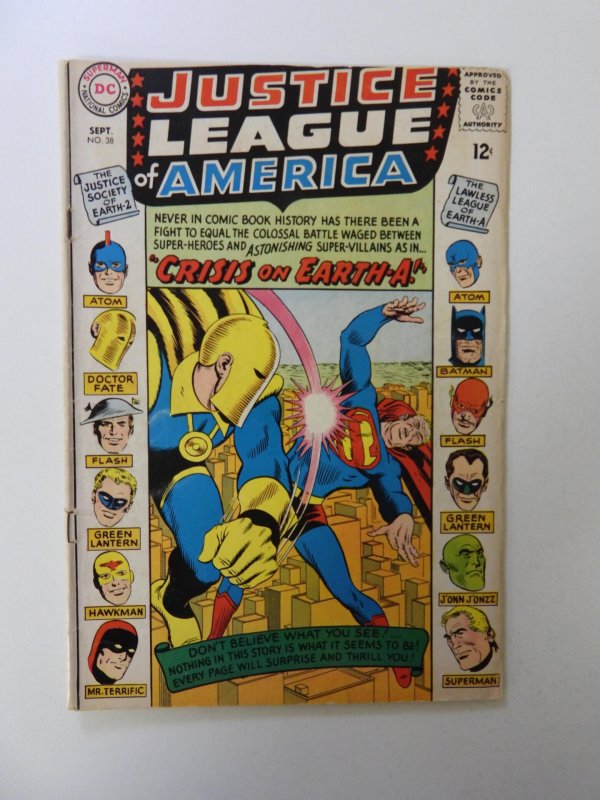 SUPERMAN
DC
NATIONAL COMICS
SEPT.
NO. 38
JUSTICE
LEAGUE
of AMERICA
APPROVED
BY THE
COMICS
CODE
CA
AUTHORITY
12¢
THE
JUSTICE
SOCIETY
OF
EARTH-2
NEVER IN COMIC BOOK HISTORY HAS THERE BEEN A
FIGHT TO EQUAL THE COLOSSAL BATTLE WAGED BETWEEN
SUPER-HEROES AND ASTONISHING SUPER-VILLAINS AS IN...
"CRISIS ON EARTH-A!"
THE
LAWLESS
LEAGUE
OF
EARTH-A
ATOM
DOCTOR
FATE
FLASH
GREEN
LANTERN
HAWKMAN
MR. TERRIFIC
ATOM
BATMAN
FLASH
GREEN
LANTERN
J'ONN J'ONZZ
SUPERMAN
DON'T BELIEVE WHAT YOU SEE!...
NOTHING IN THIS STORY IS WHAT IT SEEMS TO BE!
EVERY PAGE WILL SURPRISE AND THRILL YOU!